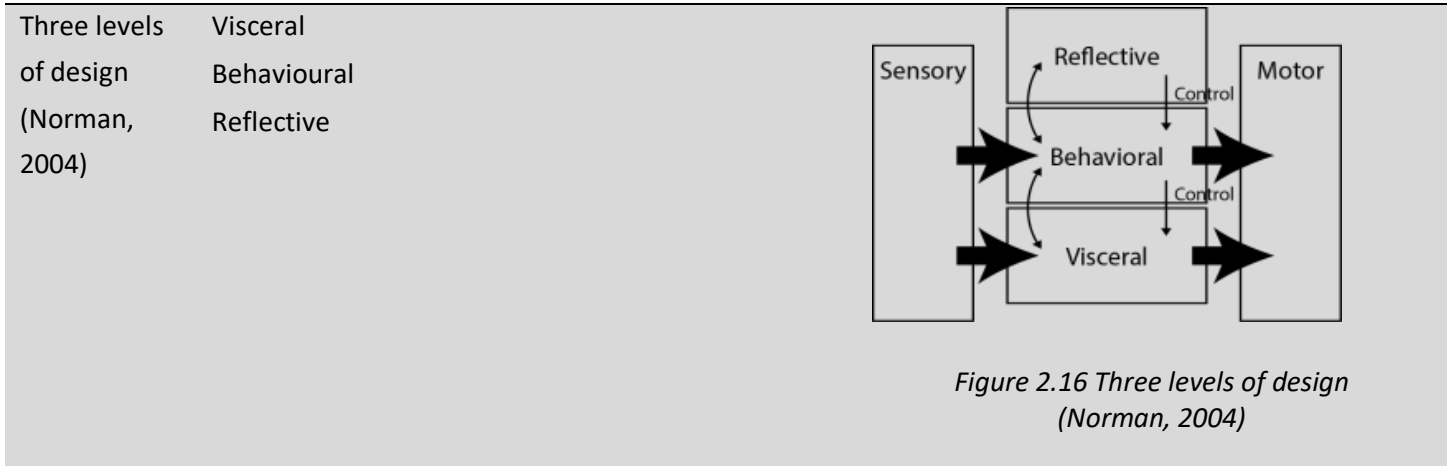 Three levels
of design
(Norman,
2004)
Visceral
Behavioural
Reflective
Sensory
Reflective
Motor
Control
Behavioral
Control
Visceral
Figure 2.16 Three levels of design
(Norman, 2004)